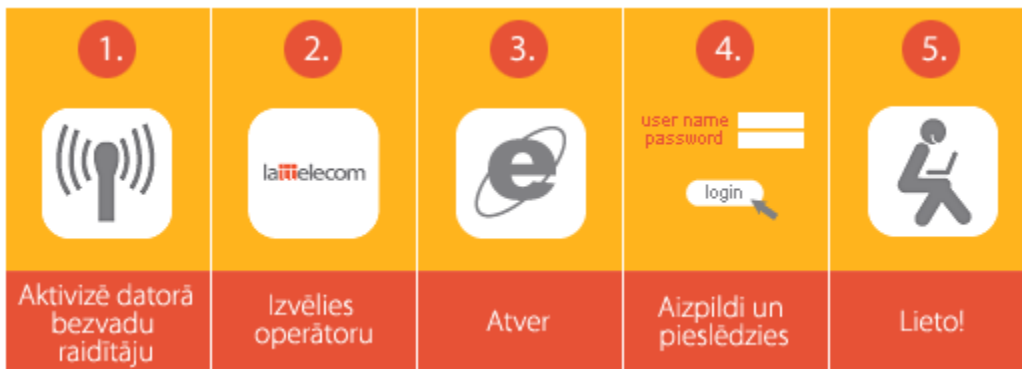 1.
2.
3.
4.
5.
lattelecom
e
user name
password
login
Aktivizē datorā
bezvadu
raidītāju
Izvēlies
operātoru
Atver
Aizpildi un
pieslēdzies
Lieto!